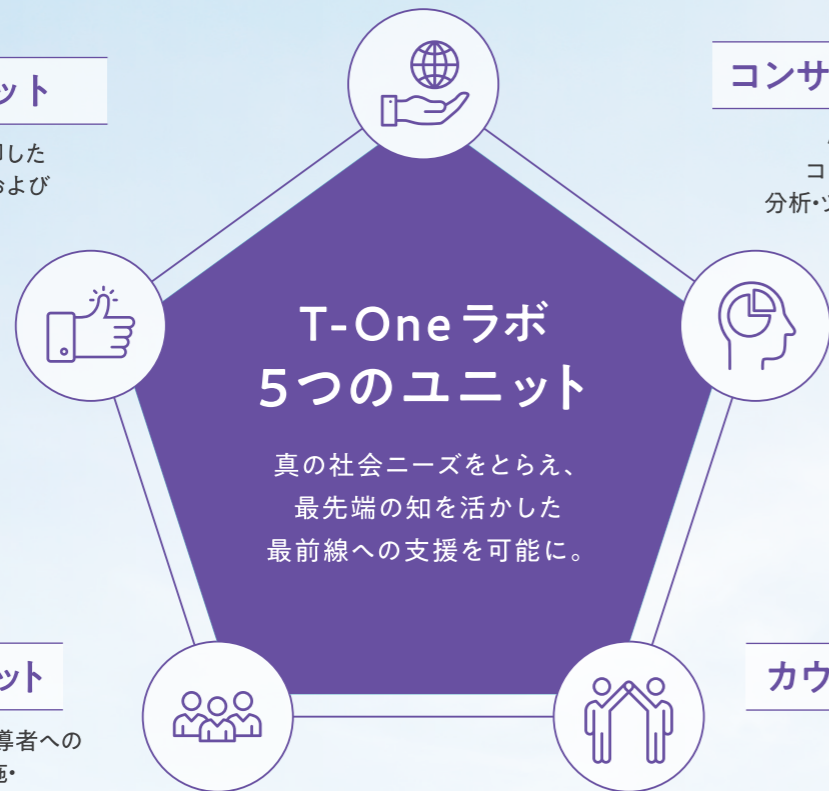 ット
コンサ
した
および
コ
分析・
T-Oneラボ
5つのユニット
真の社会ニーズをとらえ、
最先端の知を活かした
最前線への支援を可能に。
ット
カウ
導者への
施・